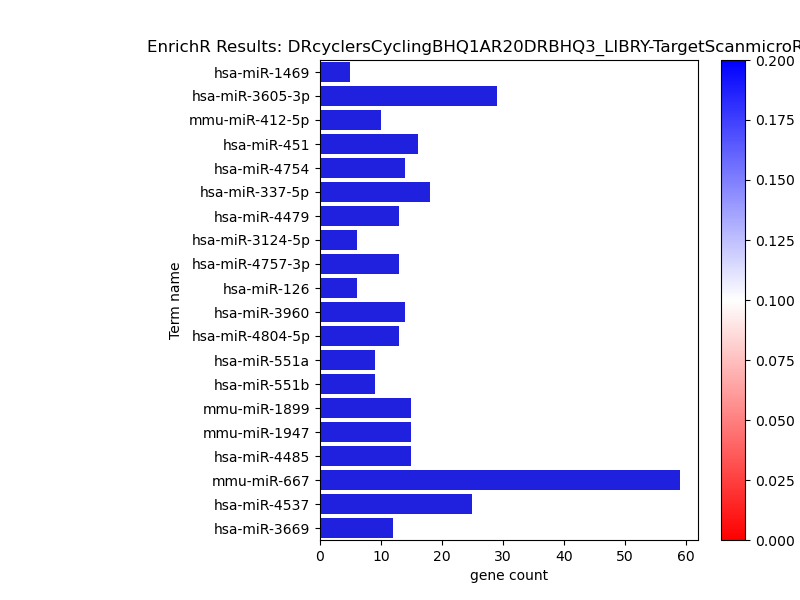 EnrichR Results: DRcyclersCyclingBHQ1AR20DRBHQ3_LIBRY-TargetScanmicroR
hsa-miR-1469
hsa-miR-3605-3p
mmu-miR-412-5p
hsa-miR-451
hsa-miR-4754
hsa-miR-337-5p
hsa-miR-4479
hsa-miR-3124-5p
hsa-miR-4757-3p
hsa-miR-126
hsa-miR-3960
hsa-miR-4804-5p
hsa-miR-551a
hsa-miR-551b
mmu-miR-1899
mmu-miR-1947
hsa-miR-4485
mmu-miR-667
hsa-miR-4537
hsa-miR-3669
Term name
0 10 20 30 40 50 60
gene count
0.200
0.175
0.150
0.125
0.100
0.075
0.050
0.025
0.000